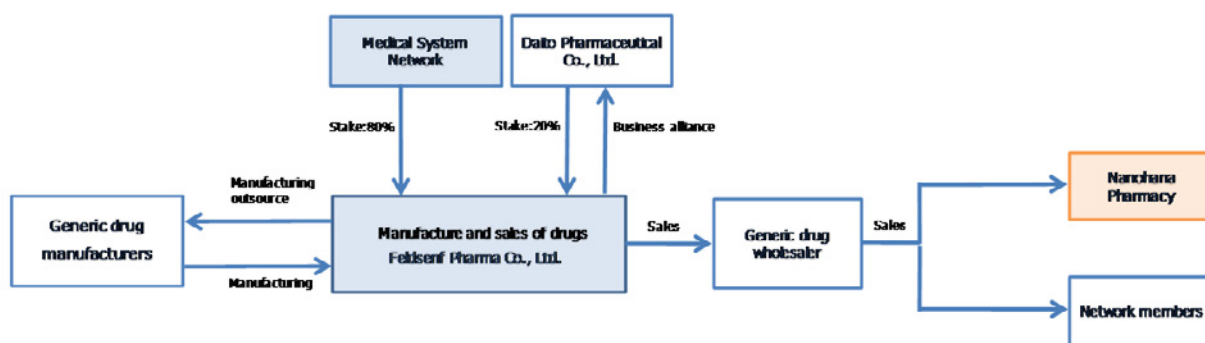 Medical System
Network
Daito Pharmaceutical
Co., Ltd.
Stake:80%
Stake:20%
Business alliance
Manufacturing
outsource
Generic drug
manufacturers
Manufacturing
Manufacture and sales of drugs
Feldsenf Pharma Co., Ltd.
Sales
Generic drug
wholesaler
Sales
Nanohana
Pharmacy
Network members